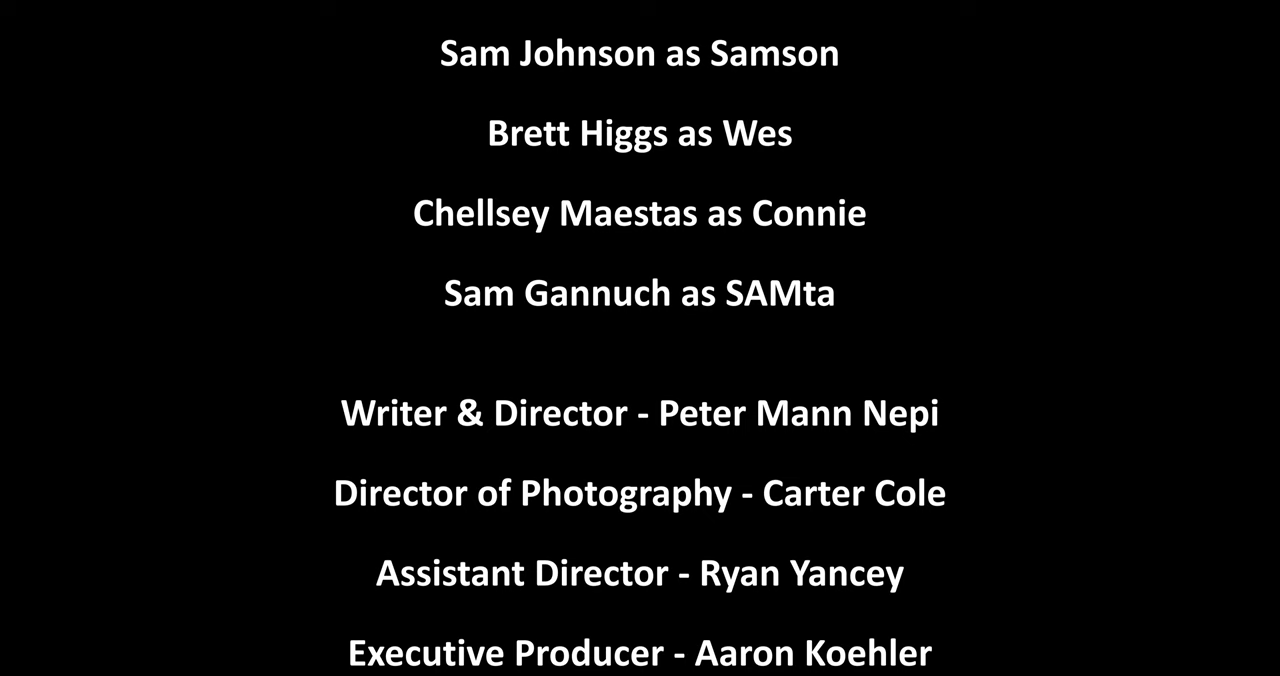 Sam Johnson as Samson
Brett Higgs as Wes
Chellsey Maestas as Connie
Sam Gannuch as SAMta
Writer & Director - Peter Mann Nepi
Director of Photography - Carter Cole
Assistant Director - Ryan Yancey
Executive Producer - Aaron Koehler